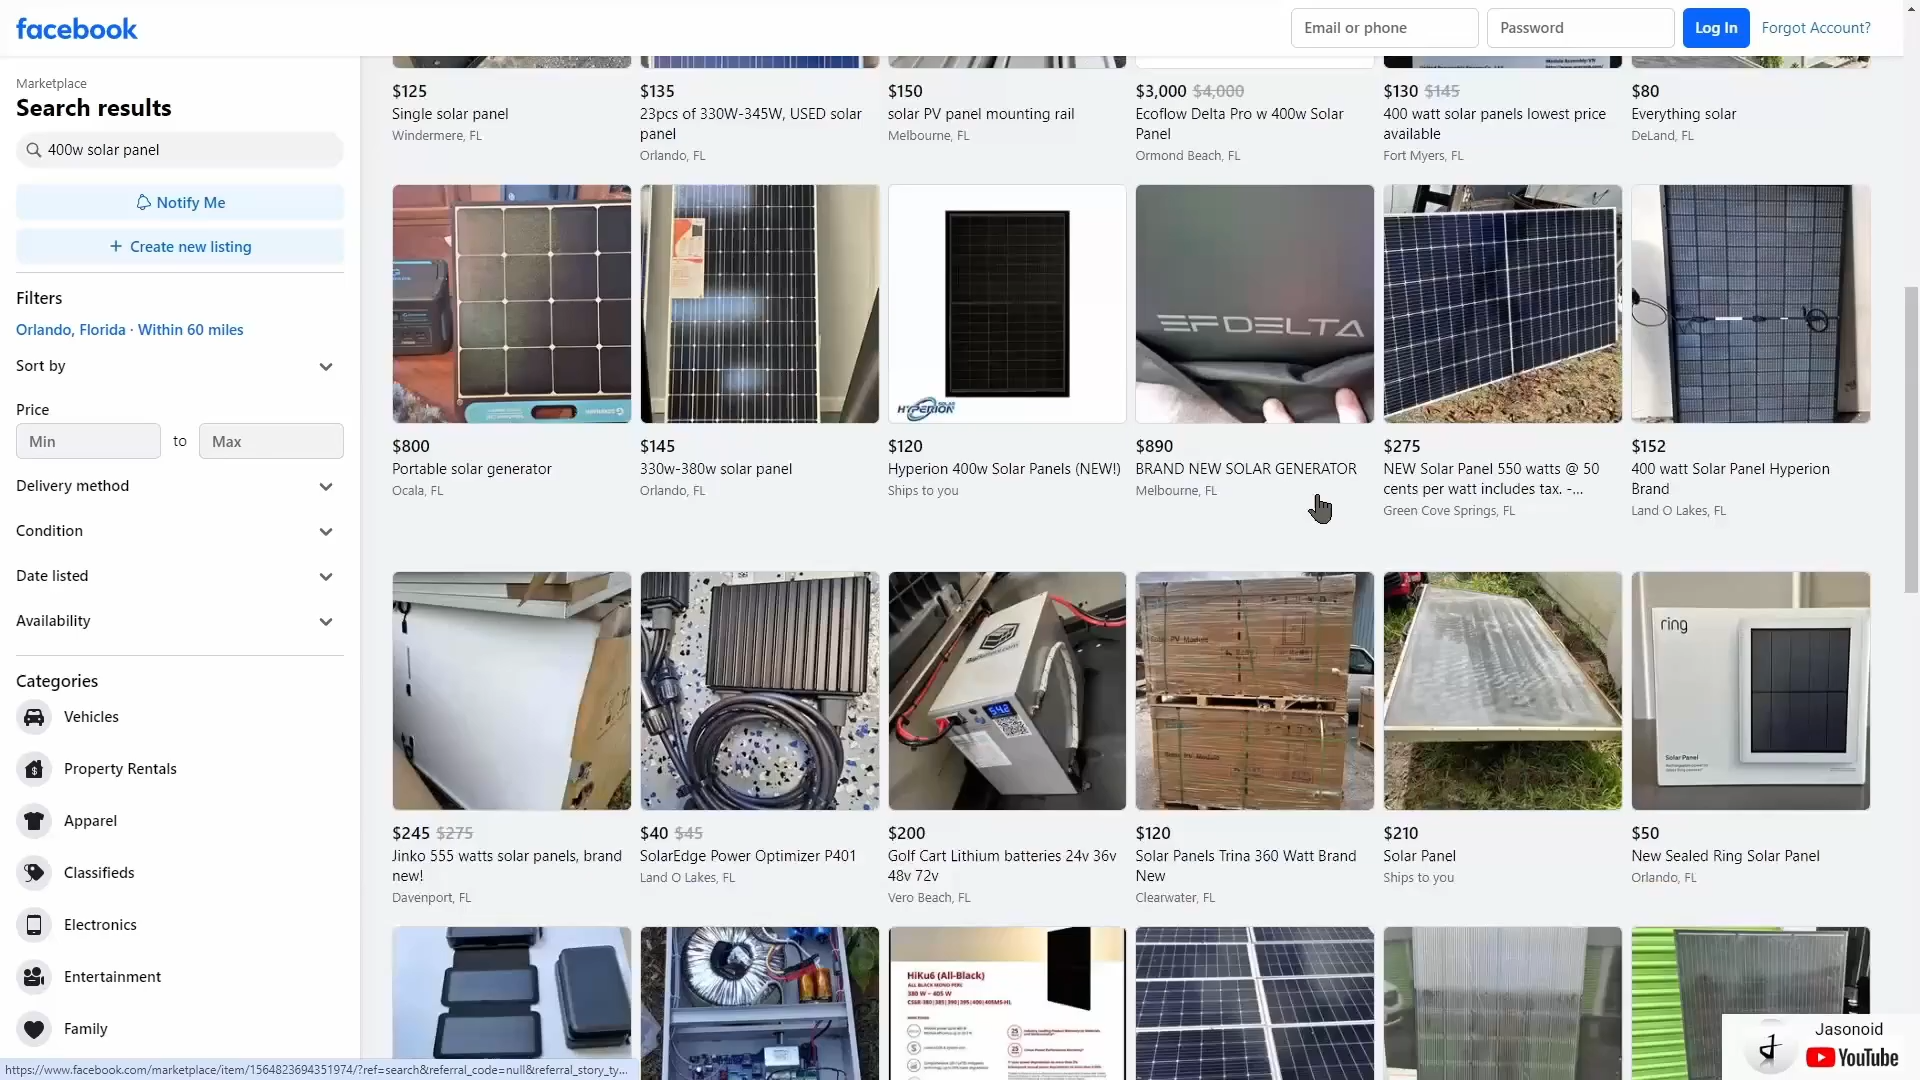 facebook
Email or phone
Password
Log In
Forgot Account?
Marketplace
Search results
400w solar panel
Notify Me
+ Create new listing
Filters
Orlando, Florida · Within 60 miles
Sort by
Price
Min
to
Max
Delivery method
Condition
Date listed
Availability
Categories
Vehicles
Property Rentals
Apparel
Classifieds
Electronics
Entertainment
Family
$125
Single solar panel
Windermere, FL
$135
23pcs of 330W-345W, USED solar
panel
Orlando, FL
$150
solar PV panel mounting rail
Melbourne, FL
$3,000 $4,000
Ecoflow Delta Pro w 400w Solar
Panel
Ormond Beach, FL
$130 $145
400 watt solar panels lowest price
available
Fort Myers, FL
$80
Everything solar
DeLand, FL
HYPERION
SOLAR
EFDELTA
$800
Portable solar generator
Ocala, FL
$145
330w-380w solar panel
Orlando, FL
$120
Hyperion 400w Solar Panels (NEW!)
Ships to you
$890
BRAND NEW SOLAR GENERATOR
Melbourne, FL
$275
NEW Solar Panel 550 watts @ 50
cents per watt includes tax. -...
Green Cove Springs, FL
$152
400 watt Solar Panel Hyperion
Brand
Land O Lakes, FL
ring
Solar Panel
$245 $275
Jinko 555 watts solar panels, brand
new!
Davenport, FL
$40 $45
SolarEdge Power Optimizer P401
Land O Lakes, FL
$200
Golf Cart Lithium batteries 24v 36v
48v 72v
Vero Beach, FL
$120
Solar Panels Trina 360 Watt Brand
New
Clearwater, FL
$210
Solar Panel
Ships to you
$50
New Sealed Ring Solar Panel
Orlando, FL
HiKu6 (All-Black)
ALL BLACK MONO PERC
380 W ~ 405 W
Jasonoid
YouTube
https://www.facebook.com/marketplace/item/1564823694351974/?ref=search&referral_code=null&referral_story_ty...